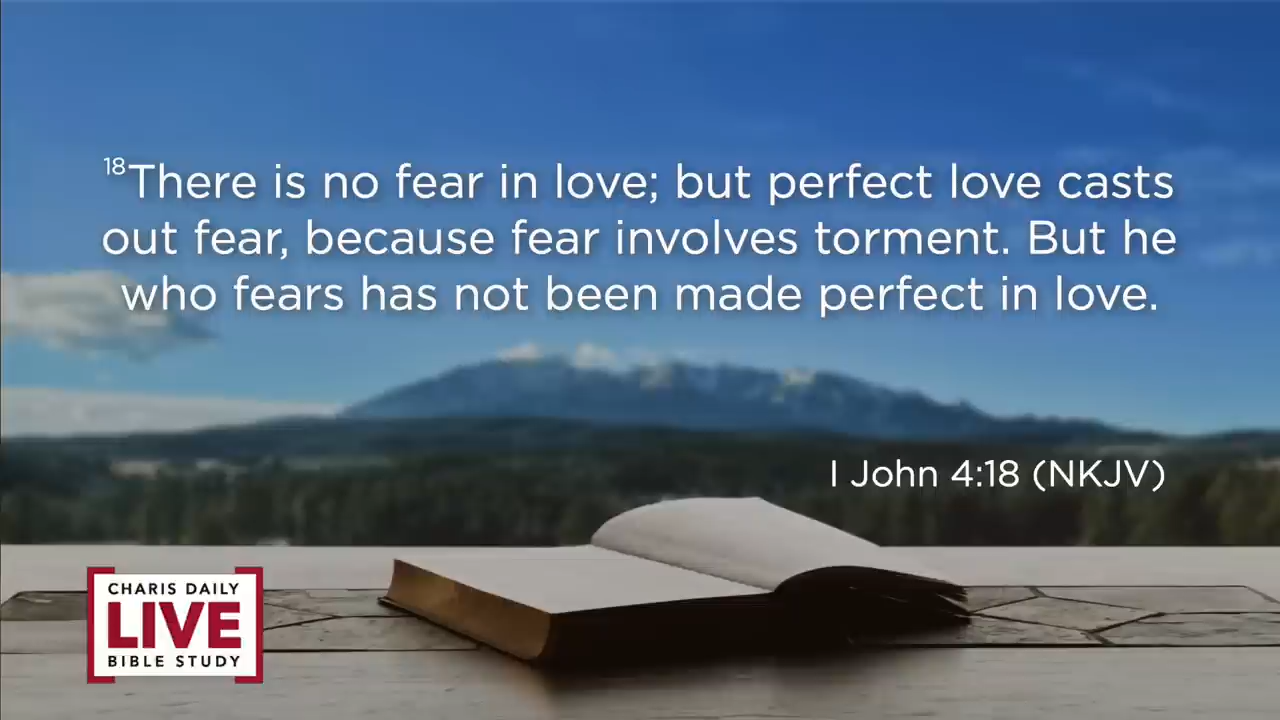 18There is no fear in love; but perfect love casts
out fear, because fear involves torment. But he
who fears has not been made perfect in love.
I John 4:18 (NKJV)
CHARIS DAILY
LIVE
BIBLE STUDY